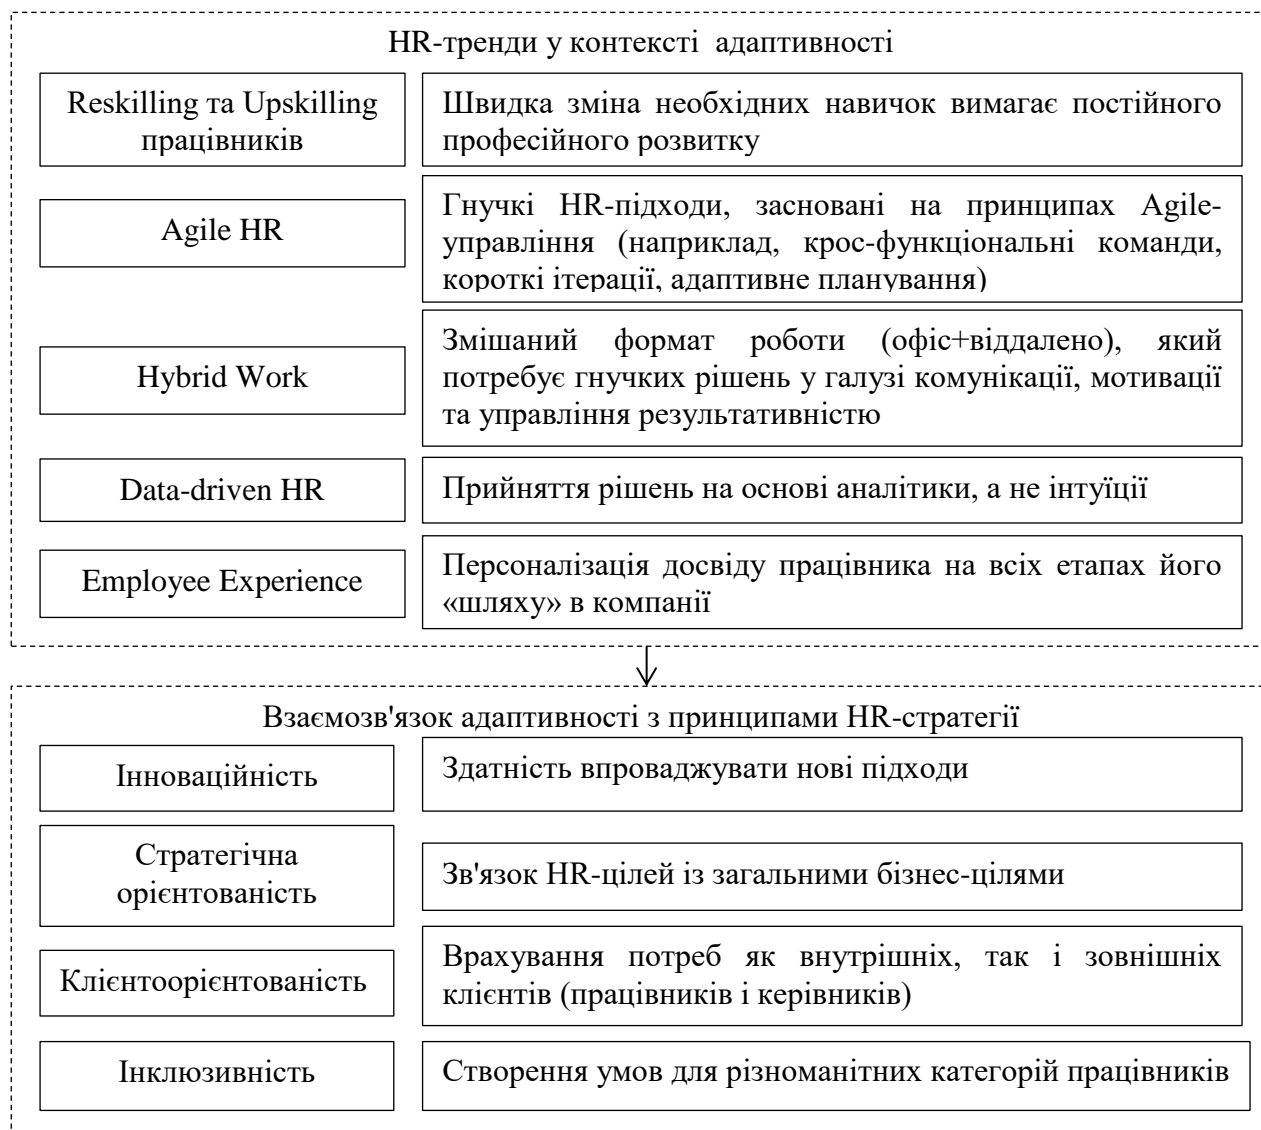 HR-тренди у контексті адаптивності
Reskilling та Upskilling
працівників
Швидка зміна необхідних навичок вимагає постійного
професійного розвитку
Agile HR
Гнучкі HR-підходи, засновані на принципах Agile-
управління (наприклад, крос-функціональні команди,
короткі ітерації, адаптивне планування)
Hybrid Work
Змішаний формат роботи (офіс+віддалено), який
потребує гнучких рішень у галузі комунікації, мотивації
та управління результативністю
Data-driven HR
Прийняття рішень на основі аналітики, а не інтуїції
Employee Experience
Персоналізація досвіду працівника на всіх етапах його
«шляху» в компанії
Взаємозв'язок адаптивності з принципами HR-стратегії
Інноваційність
Здатність впроваджувати нові підходи
Стратегічна
орієнтованість
Зв'язок HR-цілей із загальними бізнес-цілями
Клієнтоорієнтованість
Врахування потреб як внутрішніх, так і зовнішніх
клієнтів (працівників і керівників)
Інклюзивність
Створення умов для різноманітних категорій працівників